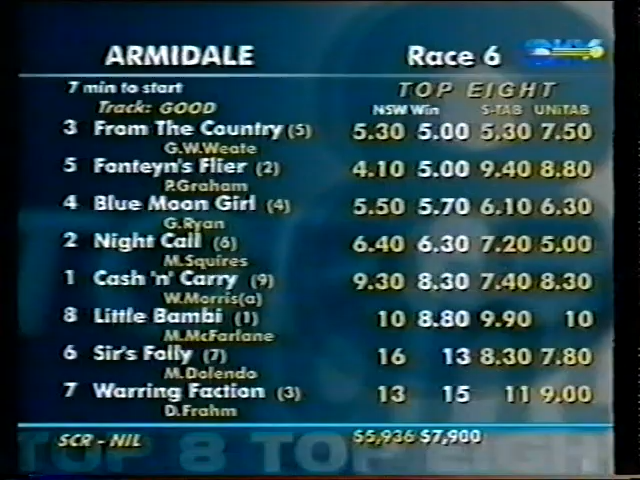 ARMIDALE Race 6 SKY
7 min to start TOP EIGHT
Track: GOOD NSW Win S-TAB UNiTAB
3 From The Country (5) 5.30 5.00 5.30 7.50
G.W.Weate
5 Fonteyn's Flier (2) 4.10 5.00 9.40 8.80
P.Graham
4 Blue Moon Girl (4) 5.50 5.70 6.10 6.30
G.Ryan
2 Night Call (6) 6.40 6.30 7.20 5.00
M.Squires
1 Cash 'n' Carry (9) 9.30 8.30 7.40 8.30
W.Morris(a)
8 Little Bambi (1) 10 8.80 9.90 10
M.McFarlane
6 Sir's Folly (7) 16 13 8.30 7.80
M.Dolendo
7 Warring Faction (3) 13 15 11 9.00
D.Frahm
SCR - NIL $5,936 $7,900
TOP 8 TOP EIGH